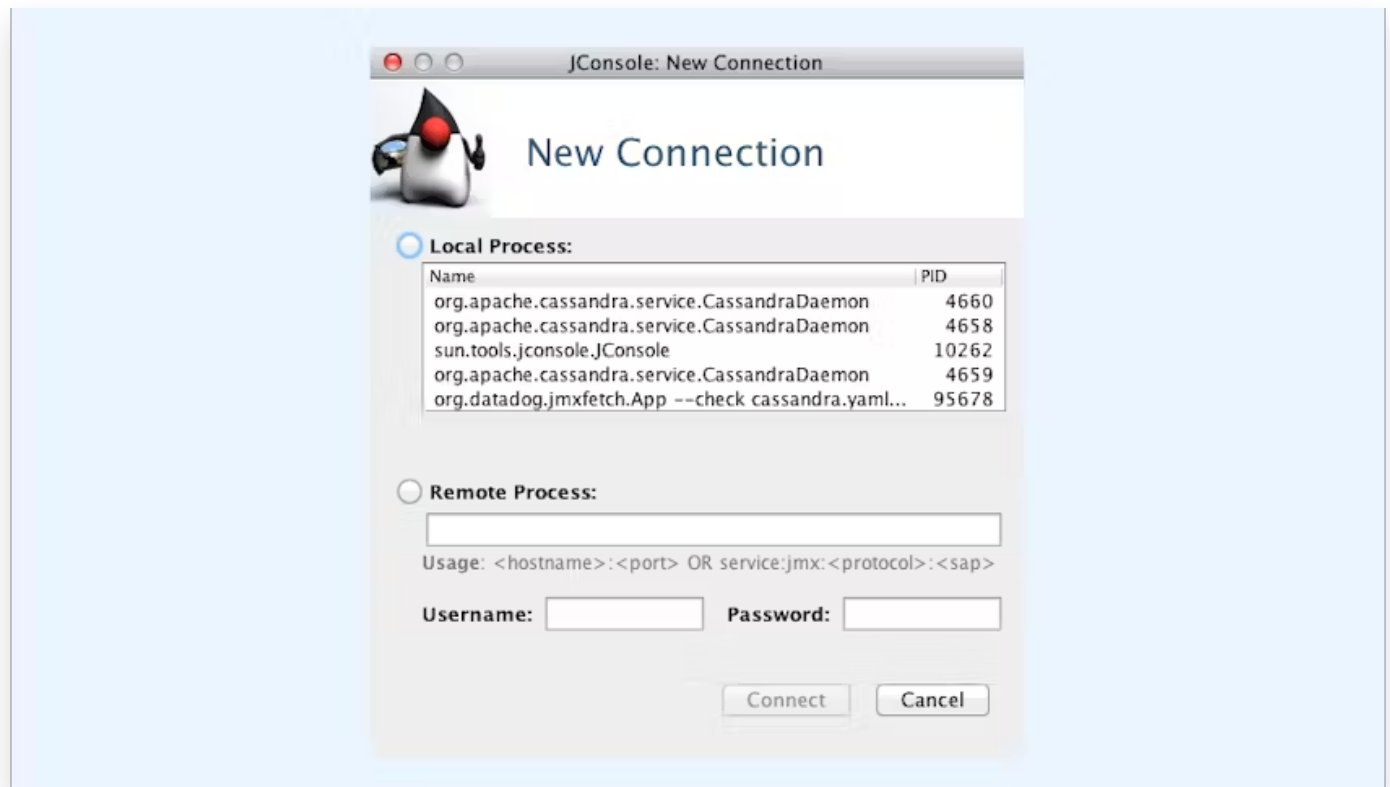 JConsole: New Connection
New Connection
Local Process:
Name PID
org.apache.cassandra.service.CassandraDaemon 4660
org.apache.cassandra.service.CassandraDaemon 4658
sun.tools.jconsole.JConsole 10262
org.apache.cassandra.service.CassandraDaemon 4659
org.datadog.jmxfetch.App --check cassandra.yaml... 95678
Remote Process:
Usage: <hostname>:<port> OR service:jmx:<protocol>:<sap>
Username: Password:
Connect Cancel